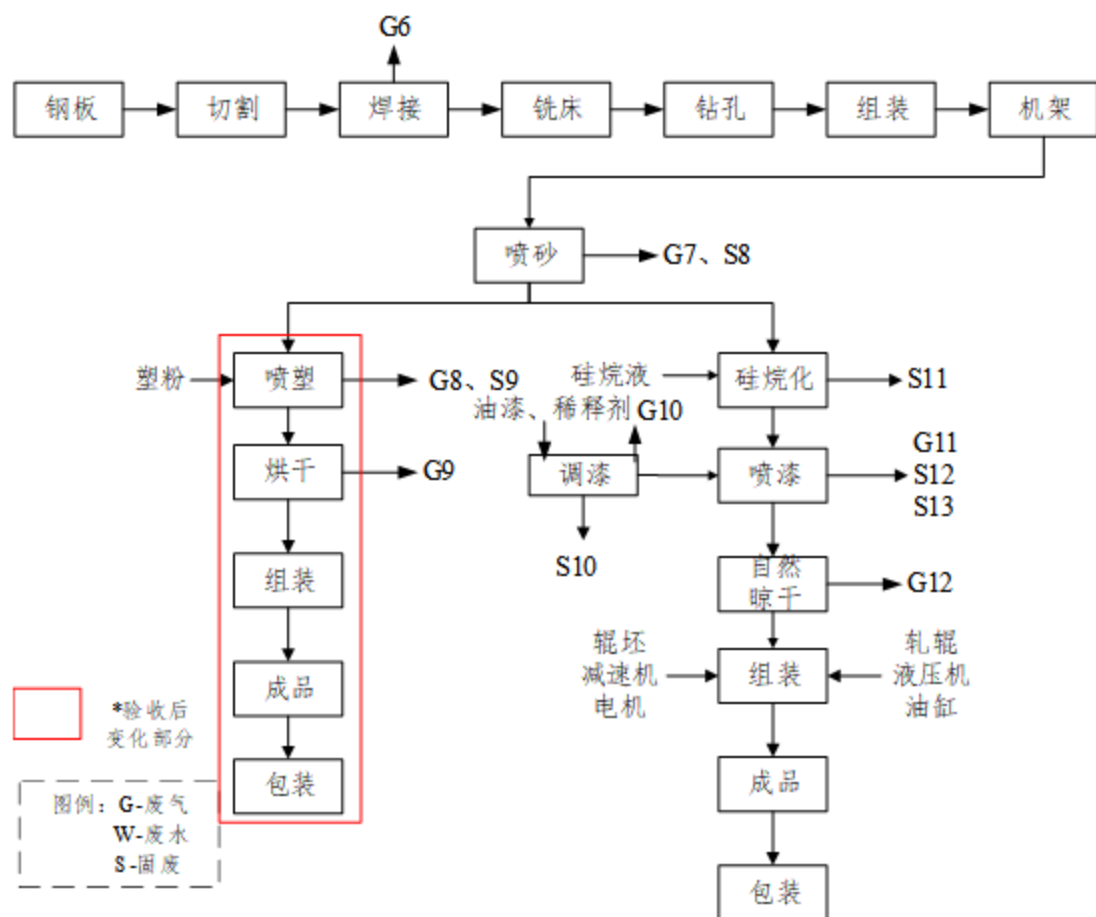 G6
钢板
切割
焊接
铣床
钻孔
组装
机架
喷砂
G7、S8
塑粉
喷塑
G8、S9
硅烷液
硅烷化
S11
油漆、稀释剂
G10
烘干
G9
调漆
喷漆
G11
S12
S13
S10
组装
自然
晾干
G12
辊坯
减速机
电机
组装
轧辊
液压机
油缸
成品
*验收后
变化部分
包装
成品
图例：G-废气
W-废水
S-固废
包装